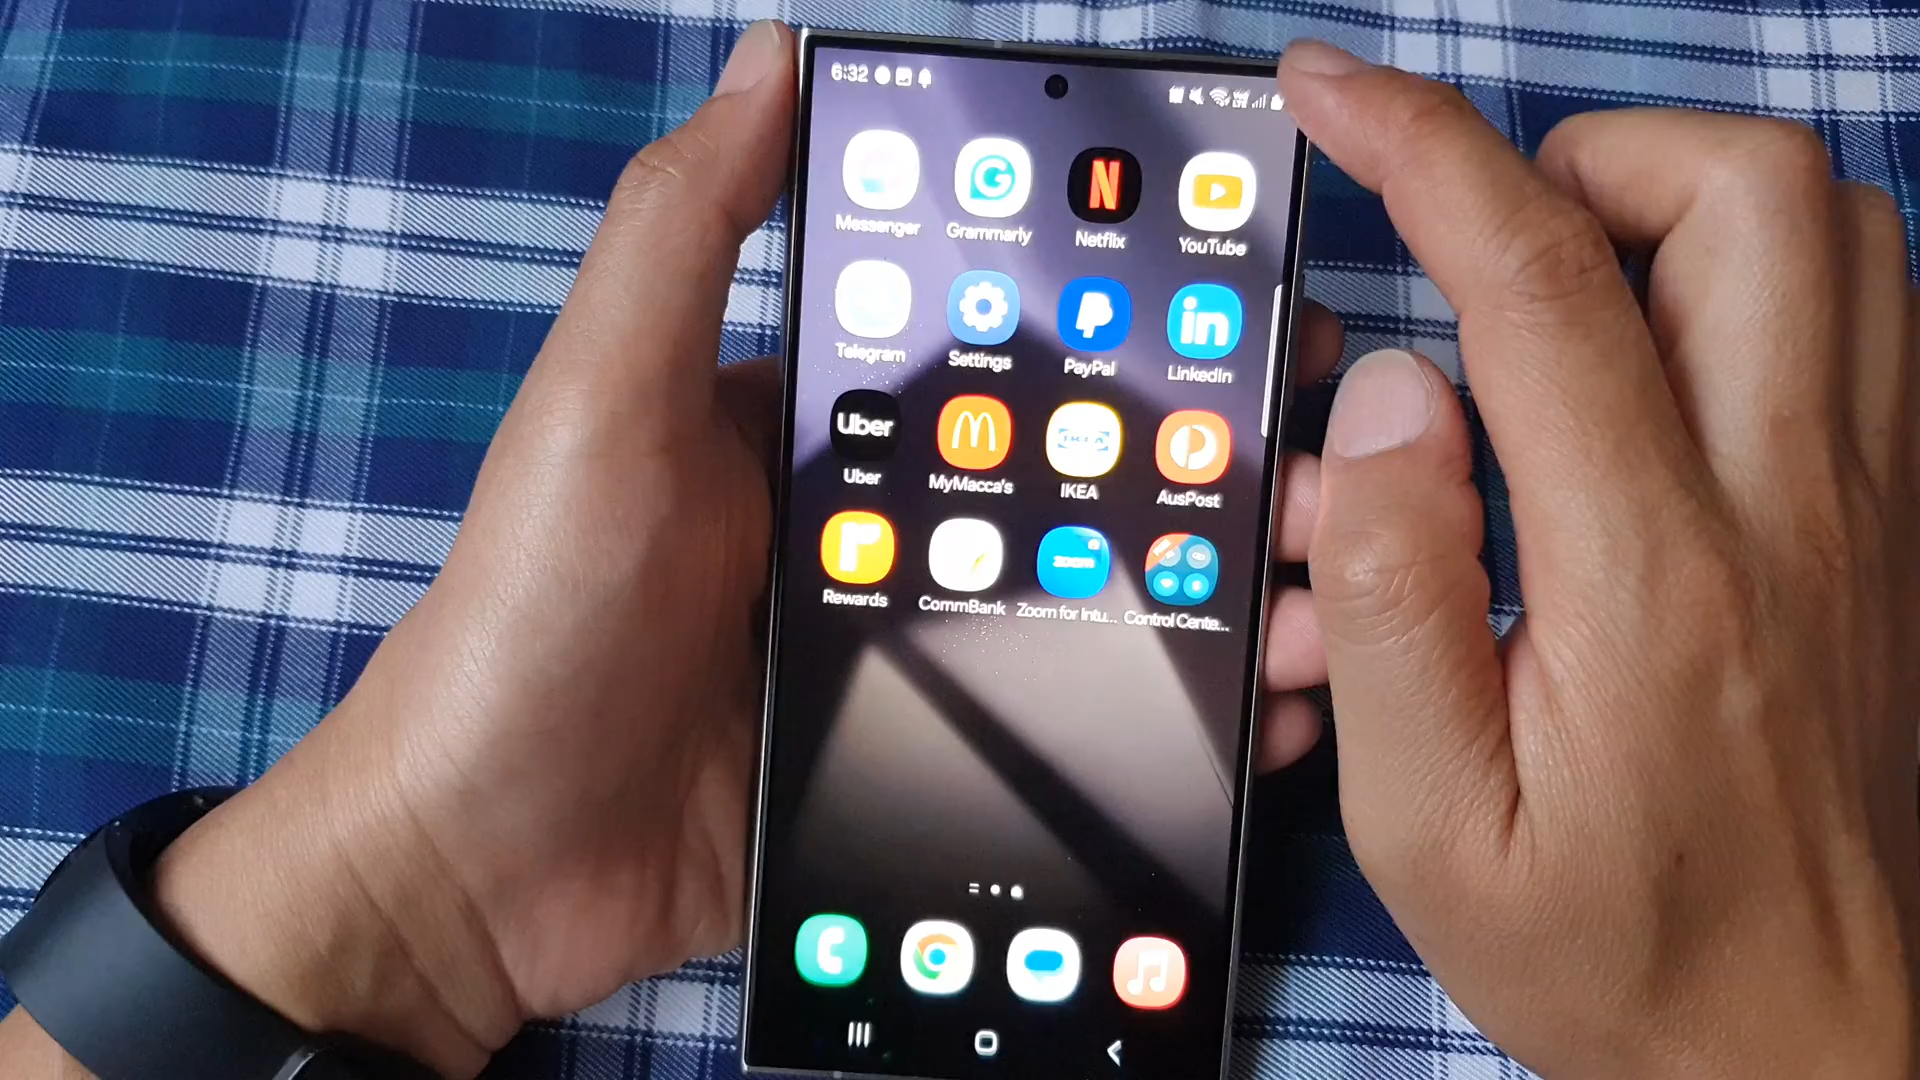 6:32
Messenger Grammarly Netflix YouTube
Telegram Settings PayPal LinkedIn
Uber
Uber MyMacca's IKEA AusPost
zoom
Rewards CommBank Zoom for Intu... Control Cente...